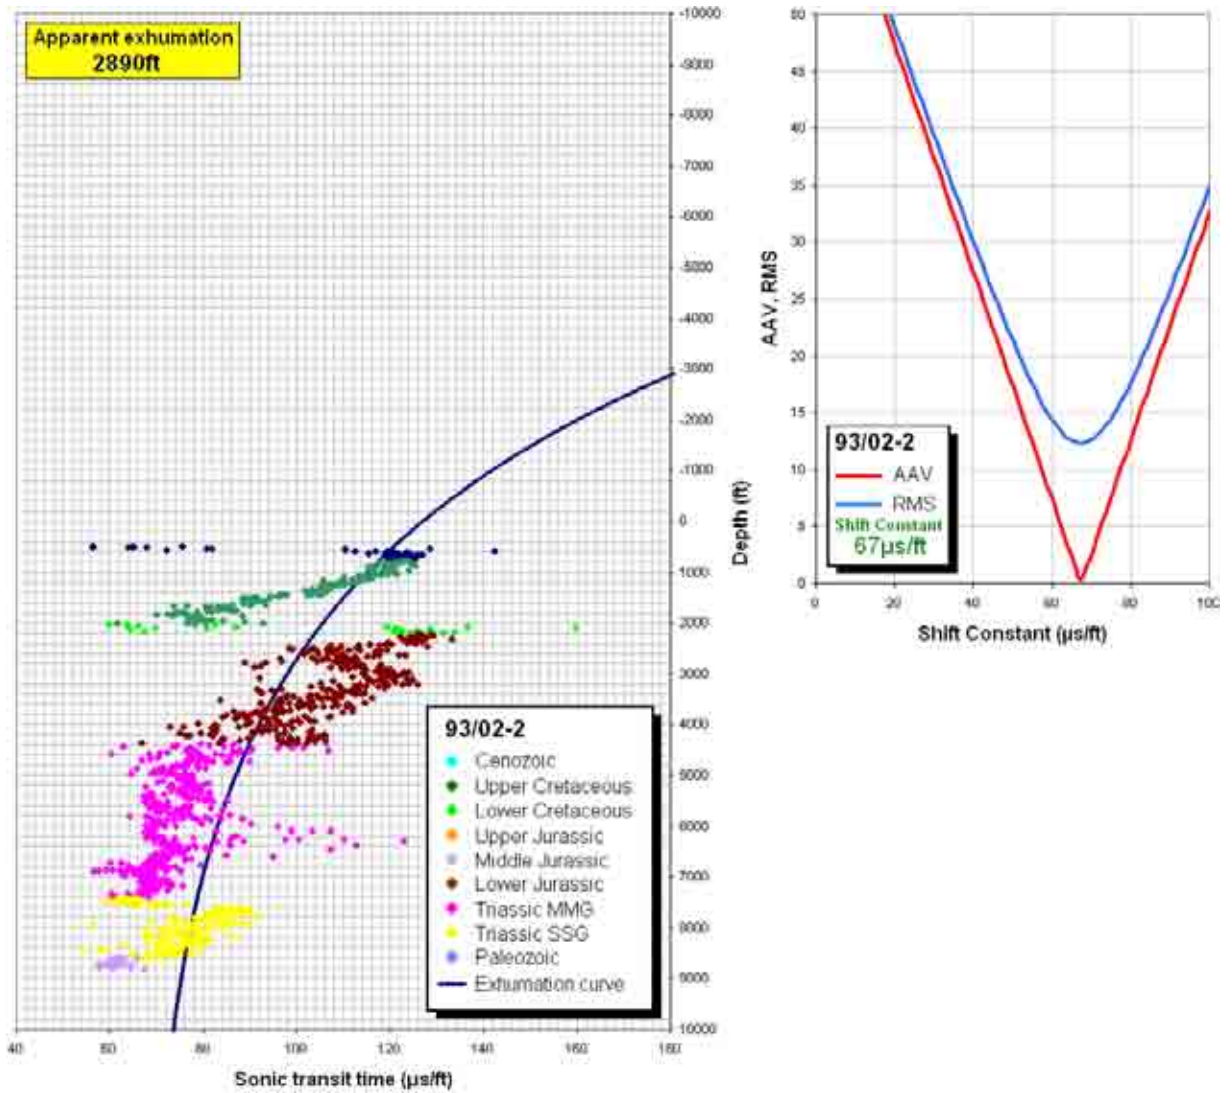 Apparent exhumation
2890ft
-10000
-9000
-8000
-7000
-6000
-5000
-4000
-3000
-2000
-1000
0
1000
2000
3000
4000
5000
6000
7000
8000
9000
10000
Depth (ft)
93/02-2
Cenozoic
Upper Cretaceous
Lower Cretaceous
Upper Jurassic
Middle Jurassic
Lower Jurassic
Triassic MMG
Triassic SSG
Paleozoic
Exhumation curve
40 60 80 100 120 140 160 180
Sonic transit time (µs/ft)
50
45
40
35
30
25
20
15
10
5
0
AAV, RMS
93/02-2
AAV
RMS
Shift Constant
67µs/ft
0 20 40 60 80 100
Shift Constant (µs/ft)